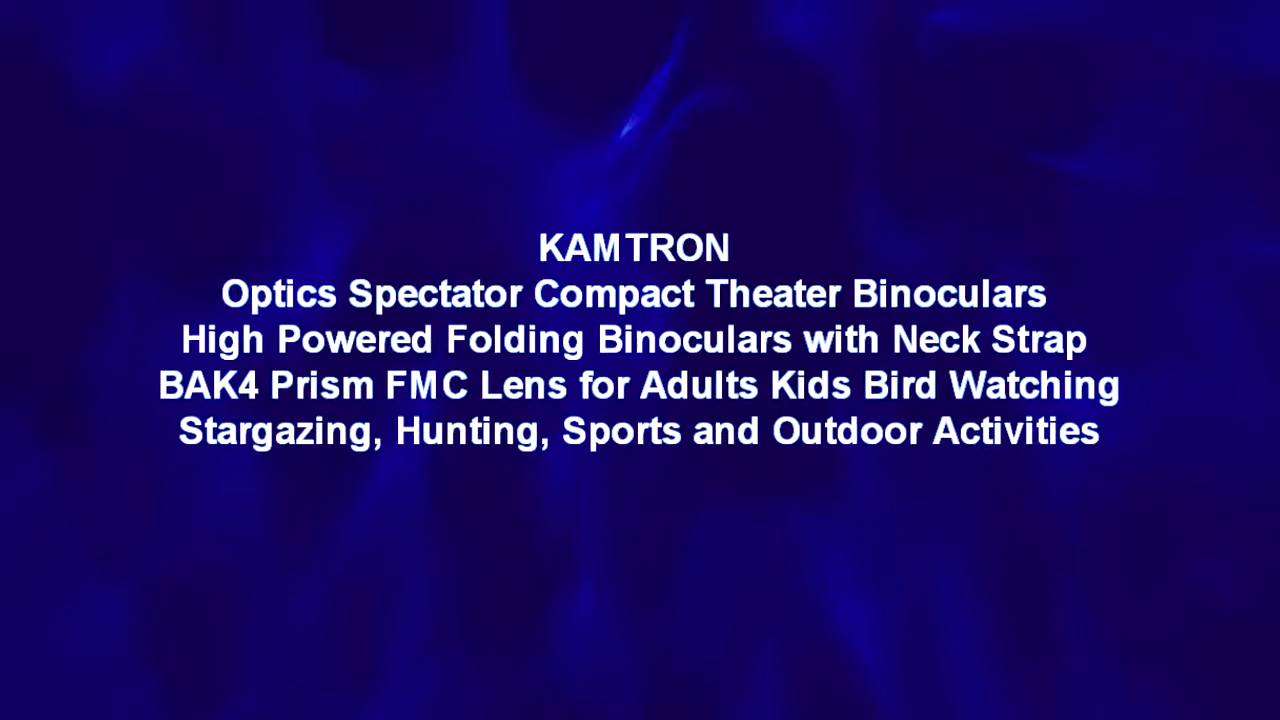 KAMTRON
Optics Spectator Compact Theater Binoculars
High Powered Folding Binoculars with Neck Strap
BAK4 Prism FMC Lens for Adults Kids Bird Watching
Stargazing, Hunting, Sports and Outdoor Activities